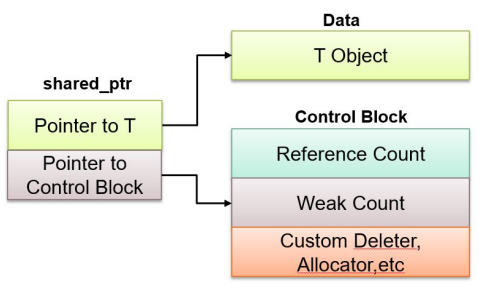 Data
T Object
shared_ptr
Pointer to T
Pointer to
Control Block
Control Block
Reference Count
Weak Count
Custom Deleter,
Allocator,etc